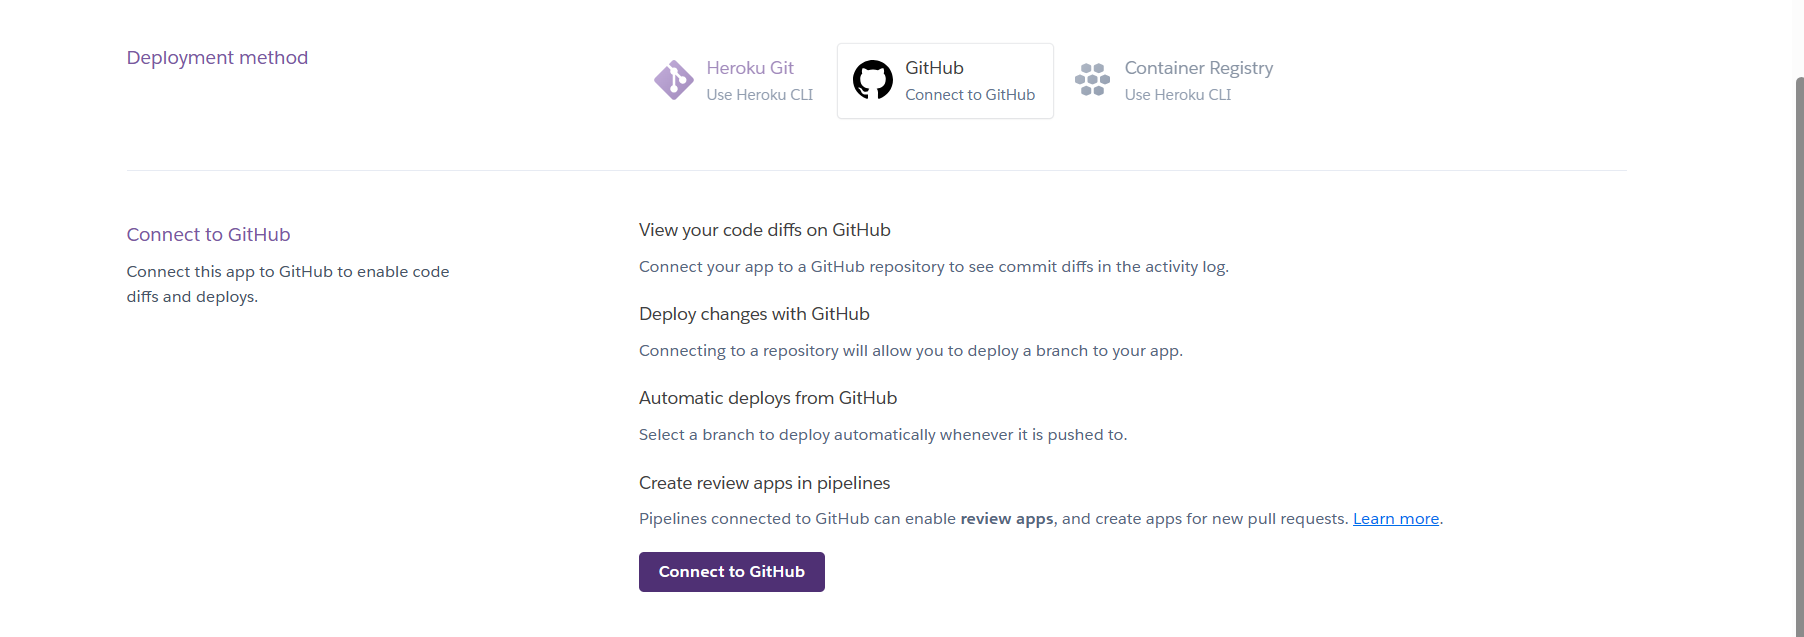 Deployment method
Heroku Git
Use Heroku CLI
GitHub
Connect to GitHub
Container Registry
Use Heroku CLI
Connect to GitHub
Connect this app to GitHub to enable code
diffs and deploys.
View your code diffs on GitHub
Connect your app to a GitHub repository to see commit diffs in the activity log.
Deploy changes with GitHub
Connecting to a repository will allow you to deploy a branch to your app.
Automatic deploys from GitHub
Select a branch to deploy automatically whenever it is pushed to.
Create review apps in pipelines
Pipelines connected to GitHub can enable review apps, and create apps for new pull requests. Learn more.
Connect to GitHub